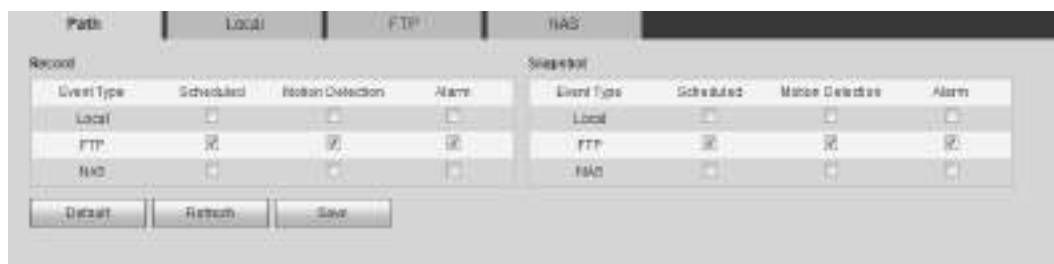 Path Local FTP NAS
Record Snapshot
Event Type Scheduled Motion Detection Alarm Event Type Scheduled Motion Detection Alarm
Local Local
FTP FTP
NAS NAS
Default Refresh Save